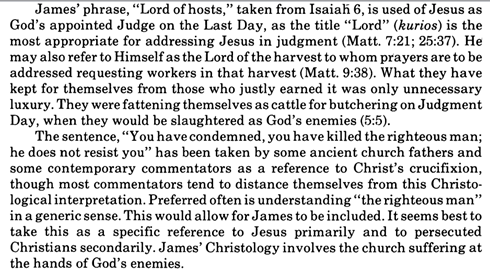 James' phrase, "Lord of hosts," taken from Isaiah 6, is used of Jesus as
God's appointed Judge on the Last Day, as the title "Lord" (kurios) is the
most appropriate for addressing Jesus in judgment (Matt. 7:21; 25:37). He
may also refer to Himself as the Lord of the harvest to whom prayers are to be
addressed requesting workers in that harvest (Matt. 9:38). What they have
kept for themselves from those who justly earned it was only unnecessary
luxury. They were fattening themselves as cattle for butchering on Judgment
Day, when they would be slaughtered as God's enemies (5:5).
The sentence, "You have condemned, you have killed the righteous man;
he does not resist you" has been taken by some ancient church fathers and
some contemporary commentators as a reference to Christ's crucifixion,
though most commentators tend to distance themselves from this Christo-
logical interpretation. Preferred often is understanding "the righteous man"
in a generic sense. This would allow for James to be included. It seems best to
take this as a specific reference to Jesus primarily and to persecuted
Christians secondarily. James' Christology involves the church suffering at
the hands of God's enemies.